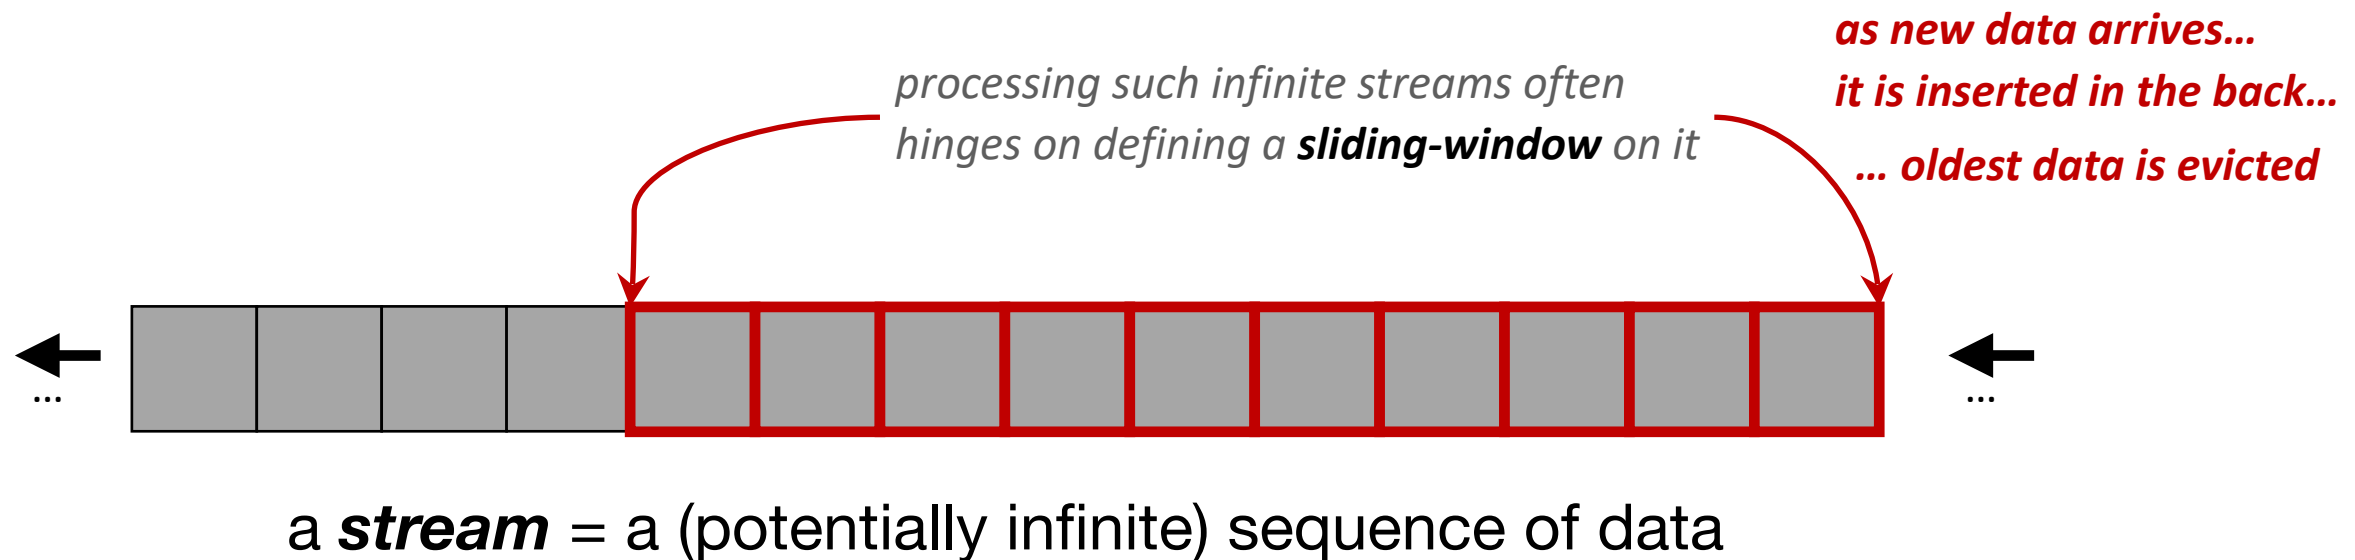 processing such infinite streams often
hinges on defining a sliding-window on it
as new data arrives...
it is inserted in the back...
... oldest data is evicted
...
...
a stream = a (potentially infinite) sequence of data